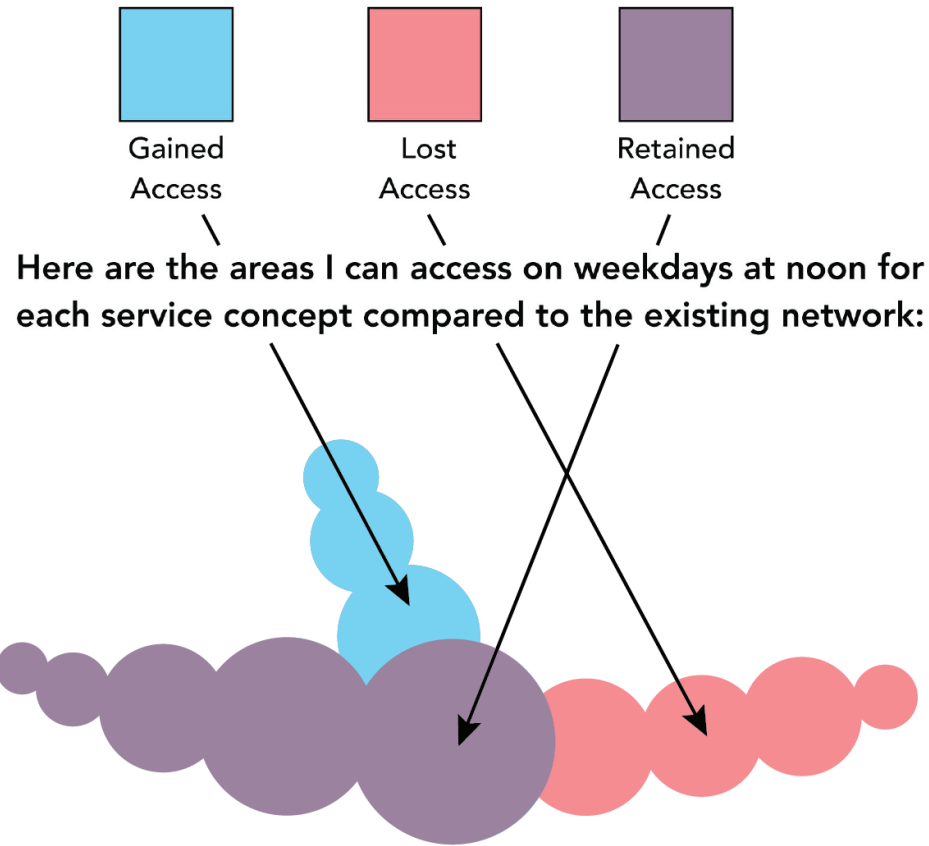 Gained
Access
Lost
Access
Retained
Access
Here are the areas I can access on weekdays at noon for
each service concept compared to the existing network: